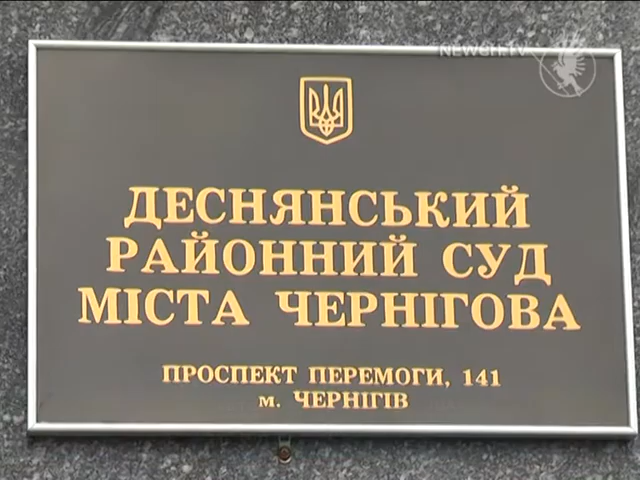 NEWCH.TV
ДЕСНЯНСЬКИЙ
РАЙОННИЙ СУД
МІСТА ЧЕРНІГОВА
ПРОСПЕКТ ПЕРЕМОГИ, 141
м. ЧЕРНІГІВ